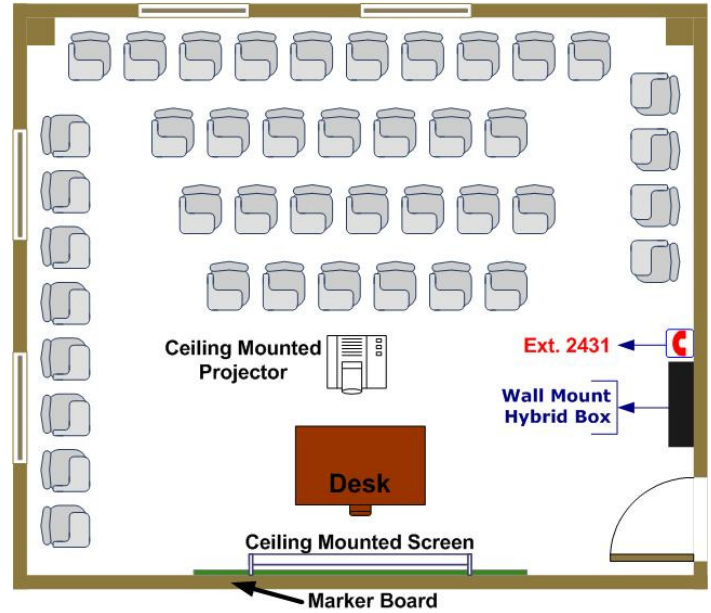 Ceiling Mounted
Projector
Ext. 2431
Wall Mount
Hybrid Box
Desk
Ceiling Mounted Screen
Marker Board